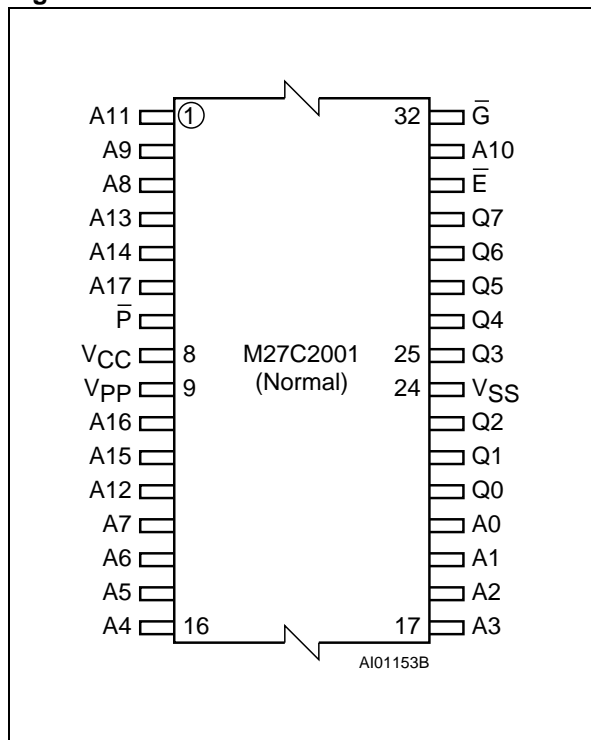 A11 1 32 G̅
A9 A10
A8 E̅
A13 Q7
A14 Q6
A17 Q5
P̅ Q4
VCC 8 M27C2001 25 Q3
VPP 9 (Normal) 24 VSS
A16 Q2
A15 Q1
A12 Q0
A7 A0
A6 A1
A5 A2
A4 16 17 A3
AI01153B